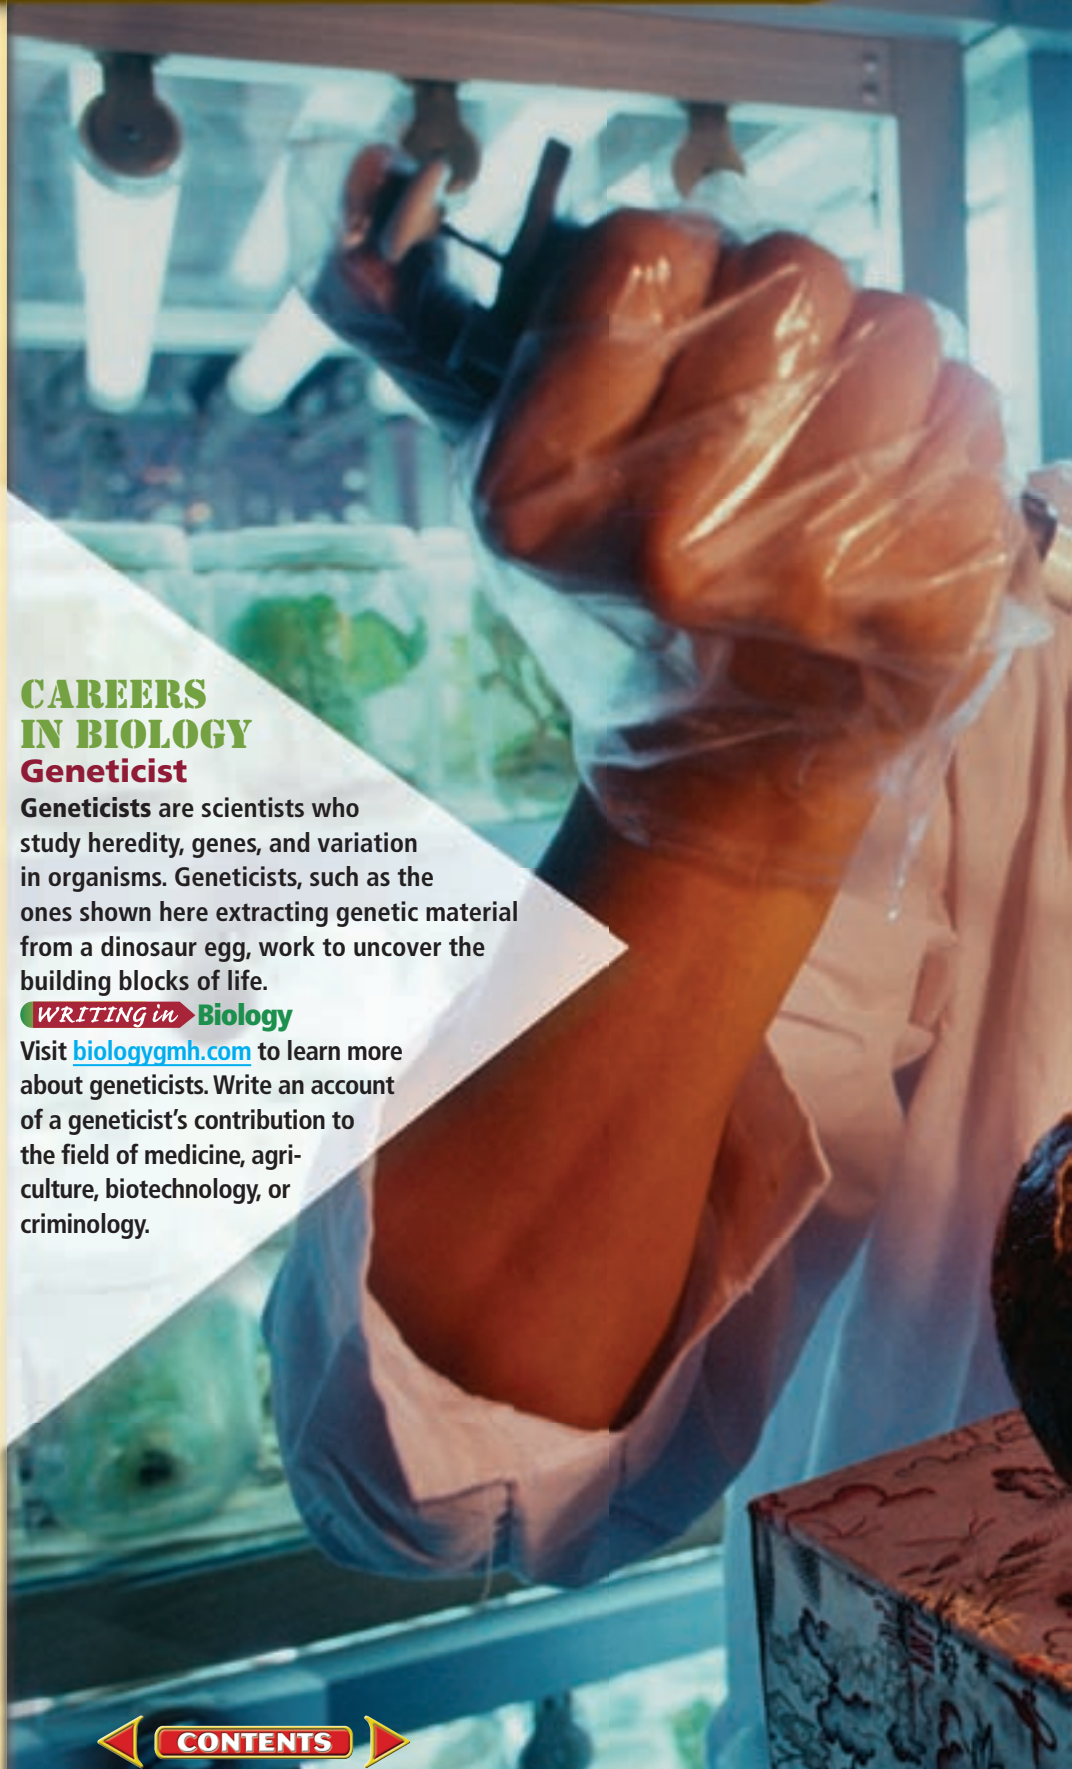 CAREERS
IN BIOLOGY
Geneticist
Geneticists are scientists who
study heredity, genes, and variation
in organisms. Geneticists, such as the
ones shown here extracting genetic material
from a dinosaur egg, work to uncover the
building blocks of life.
WRITING in Biology
Visit biologygmh.com to learn more
about geneticists. Write an account
of a geneticist's contribution to
the field of medicine, agri-
culture, biotechnology, or
criminology.
CONTENTS